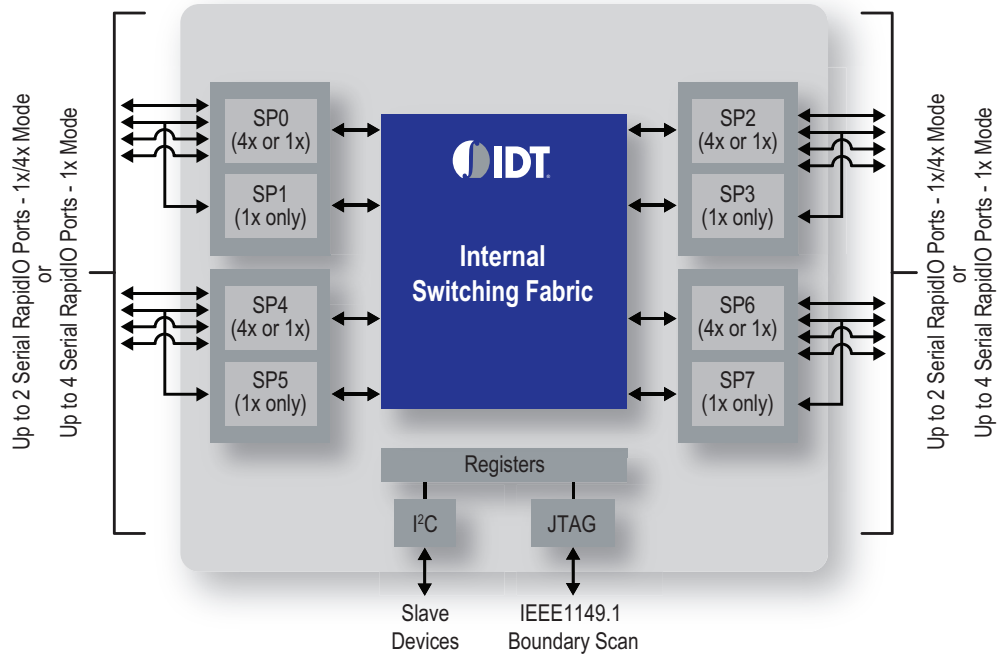 Up to 2 Serial RapidIO Ports - 1x/4x Mode
or
Up to 4 Serial RapidIO Ports - 1x Mode
SP0
(4x or 1x)
SP1
(1x only)
SP4
(4x or 1x)
SP5
(1x only)
IDT
Internal
Switching Fabric
SP2
(4x or 1x)
SP3
(1x only)
SP6
(4x or 1x)
SP7
(1x only)
Up to 2 Serial RapidIO Ports - 1x/4x Mode
or
Up to 4 Serial RapidIO Ports - 1x Mode
Registers
I²C
JTAG
Slave
Devices
IEEE1149.1
Boundary Scan